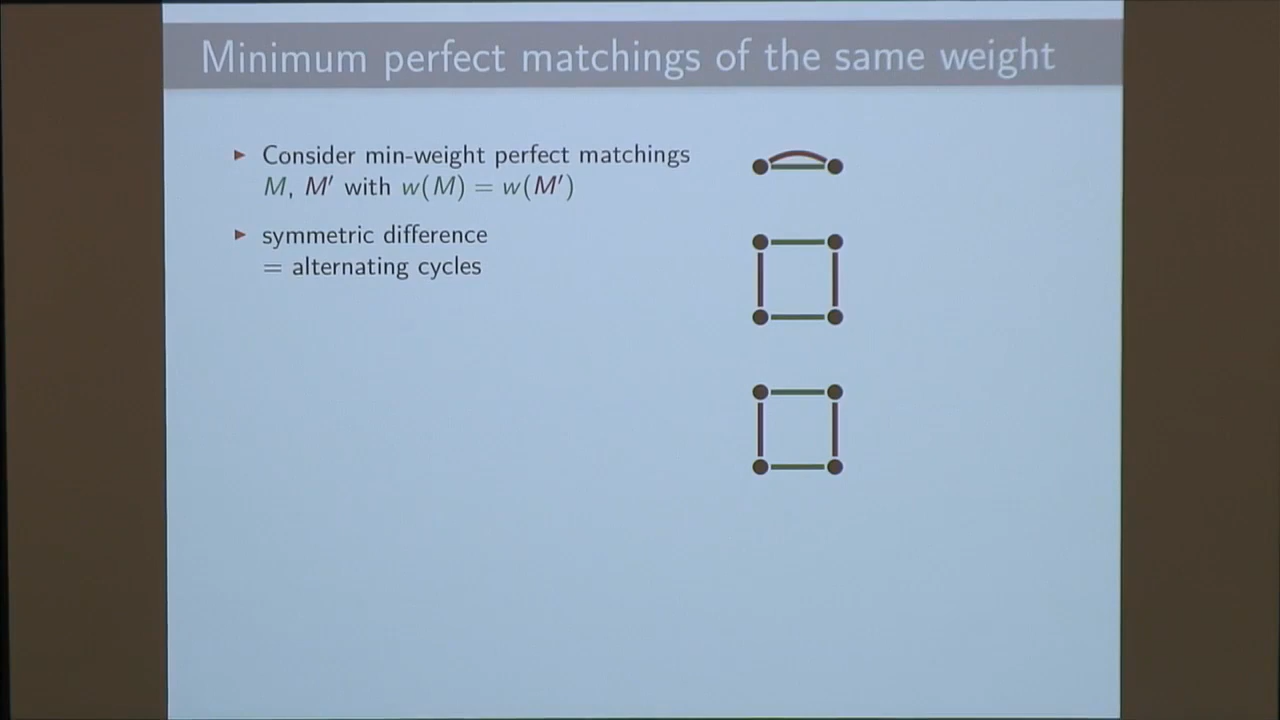 Minimum perfect matchings of the same weight
▸ Consider min-weight perfect matchings
M, M′ with w(M) = w(M′)
▸ symmetric difference
= alternating cycles